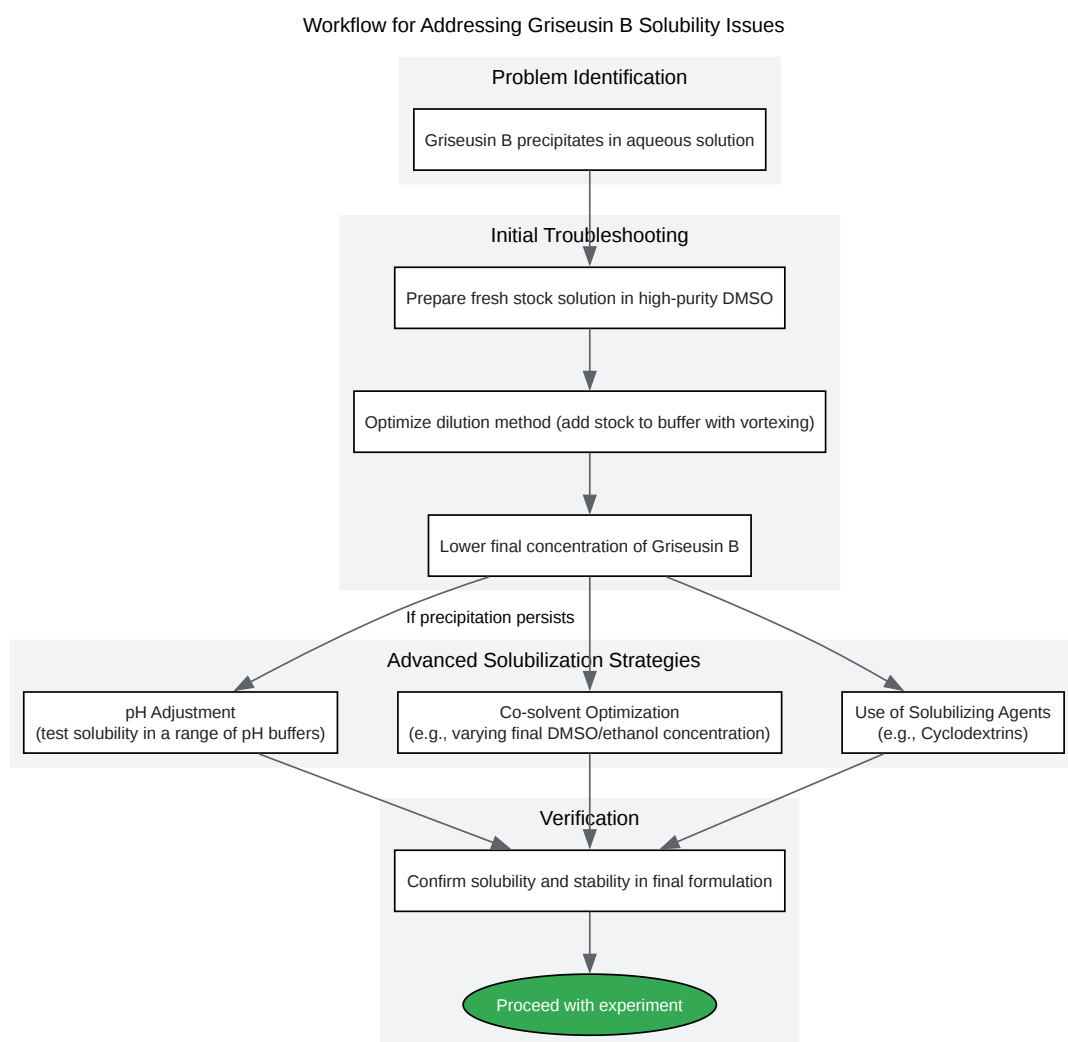 Workflow for Addressing Griseusin B Solubility Issues
Problem Identification
Griseusin B precipitates in aqueous solution
Initial Troubleshooting
Prepare fresh stock solution in high-purity DMSO
Optimize dilution method (add stock to buffer with vortexing)
Lower final concentration of Griseusin B
If precipitation persists
Advanced Solubilization Strategies
pH Adjustment
(test solubility in a range of pH buffers)
Co-solvent Optimization
(e.g., varying final DMSO/ethanol concentration)
Use of Solubilizing Agents
(e.g., Cyclodextrins)
Verification
Confirm solubility and stability in final formulation
Proceed with experiment